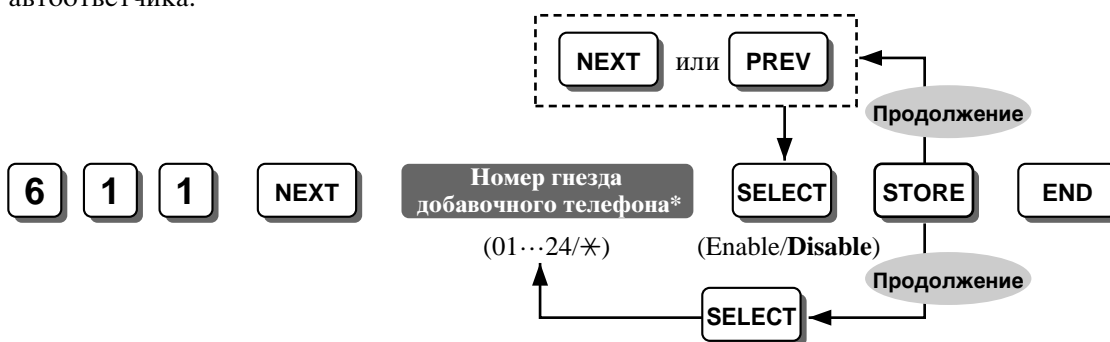 автоответчика.
NEXT или PREV
Продолжение
6 1 1 NEXT Номер гнезда добавочного телефона* SELECT STORE END
(01···24/✳) (Enable/Disable)
Продолжение
SELECT